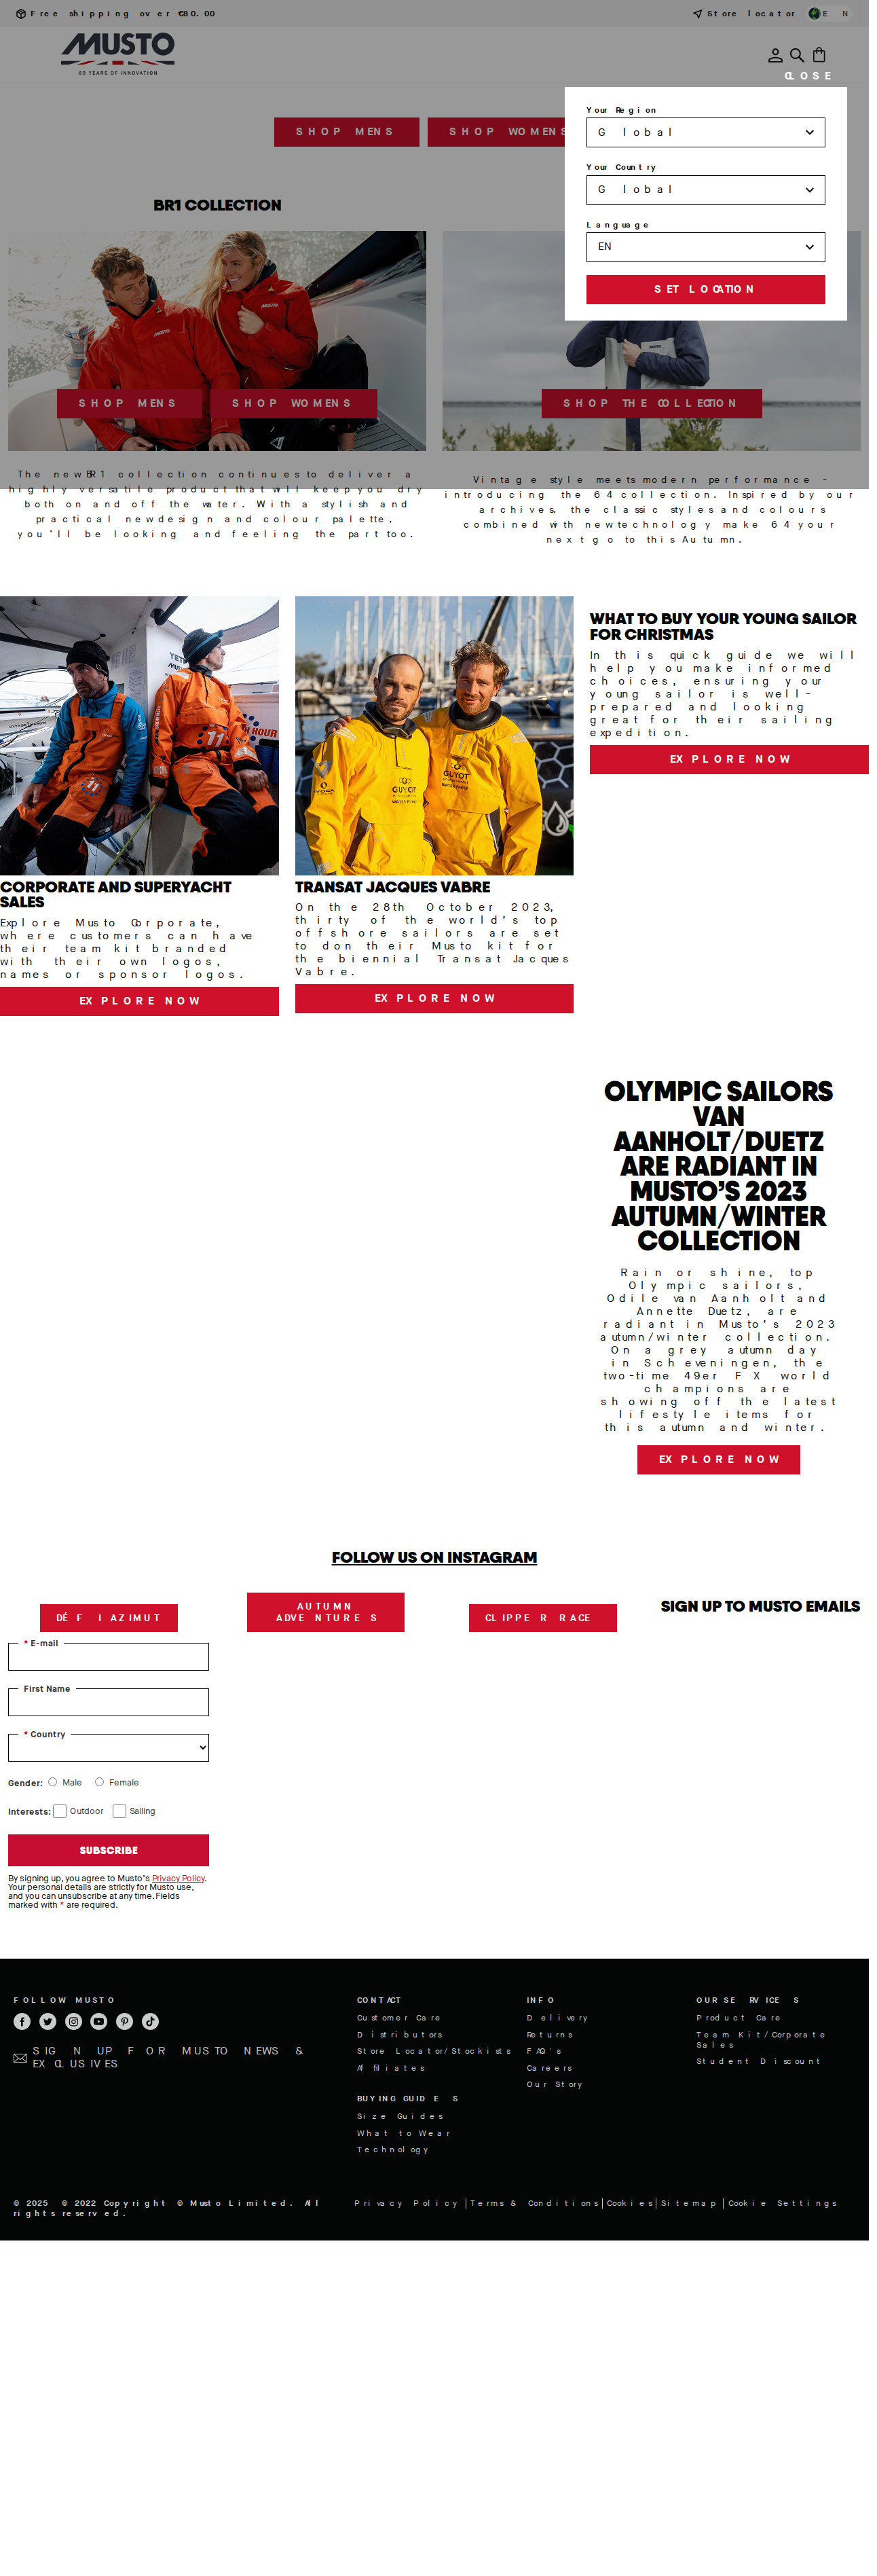 Free shipping over €80.00
Store locator
EN
MUSTO
60 YEARS OF INNOVATION
CLOSE
Your Region
Global
Your Country
Global
Language
EN
SET LOCATION
SHOP MENS
SHOP WOMENS
BR1 COLLECTION
SHOP MENS
SHOP WOMENS
SHOP THE COLLECTION
The new BR1 collection continues to deliver a
highly versatile product that will keep you dry
both on and off the water. With a stylish and
practical new design and colour palette,
you'll be looking and feeling the part too.
Vintage style meets modern performance -
introducing the 64 collection. Inspired by our
archives, the classic styles and colours
combined with new technology make 64 your
next go to this Autumn.
CORPORATE AND SUPERYACHT
SALES
Explore Musto Corporate,
where customers can have
their team kit branded
with their own logos,
names or sponsor logos.
EXPLORE NOW
GUYOT
GUYOT
TRANSAT JACQUES VABRE
On the 28th October 2023,
thirty of the world's top
offshore sailors are set
to don their Musto kit for
the biennial Transat Jacques
Vabre.
EXPLORE NOW
WHAT TO BUY YOUR YOUNG SAILOR
FOR CHRISTMAS
In this quick guide we will
help you make informed
choices, ensuring your
young sailor is well-
prepared and looking
great for their sailing
expedition.
EXPLORE NOW
OLYMPIC SAILORS
VAN
AANHOLT/DUETZ
ARE RADIANT IN
MUSTO’S 2023
AUTUMN/WINTER
COLLECTION
Rain or shine, top
Olympic sailors,
Odile van Aanholt and
Annette Duetz, are
radiant in Musto's 2023
autumn/winter collection.
On a grey autumn day
in Scheveningen, the
two-time 49er FX world
champions are
showing off the latest
lifestyle items for
this autumn and winter.
EXPLORE NOW
FOLLOW US ON INSTAGRAM
DÉFI AZIMUT
AUTUMN
ADVENTURES
CLIPPER RACE
SIGN UP TO MUSTO EMAILS
* E-mail
First Name
* Country
Gender: Male Female
Interests: Outdoor Sailing
SUBSCRIBE
By signing up, you agree to Musto's Privacy Policy.
Your personal details are strictly for Musto use,
and you can unsubscribe at any time. Fields
marked with * are required.
FOLLOW MUSTO
SIGN UP FOR MUSTO NEWS &
EXCLUSIVES
CONTACT
Customer Care
Distributors
Store Locator/Stockists
Affiliates
BUYING GUIDES
Size Guides
What to Wear
Technology
INFO
Delivery
Returns
FAQ's
Careers
Our Story
OUR SERVICES
Product Care
Team Kit/Corporate
Sales
Student Discount
© 2025 © 2022 Copyright © Musto Limited. All
rights reserved.
Privacy Policy | Terms & Conditions | Cookies | Sitemap | Cookie Settings